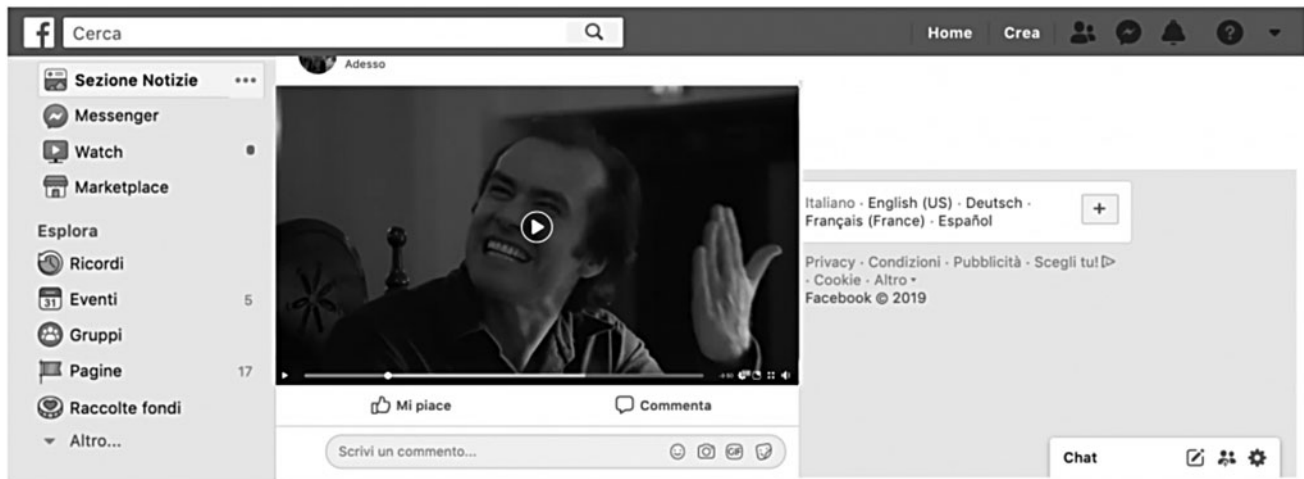 f Cerca Home Crea ?
Sezione Notizie
Messenger
Watch
Marketplace
Esplora
Ricordi
31 Eventi 5
Gruppi
Pagine 17
Raccolte fondi
Altro...
Adesso
Mi piace Commenta
Scrivi un commento... GIF
Italiano · English (US) · Deutsch ·
Français (France) · Español
+
Privacy · Condizioni · Pubblicità · Scegli tu!
· Cookie · Altro
Facebook © 2019
Chat